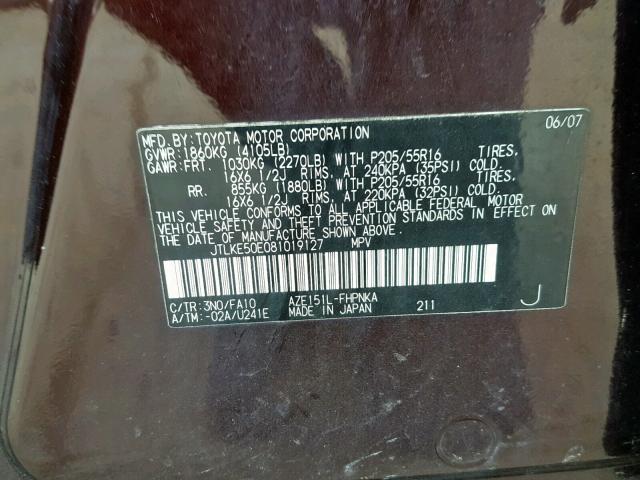 MFD. BY: TOYOTA MOTOR CORPORATION 06/07
GVWR: 1860KG (4105LB)
GAWR: FRT. 1030KG (2270LB) WITH P205/55R16 TIRES,
16X6 1/2J RIMS, AT 240KPA (35PSI) COLD.
RR. 855KG (1880LB) WITH P205/55R16 TIRES,
16X6 1/2J RIMS, AT 220KPA (32PSI) COLD.
THIS VEHICLE CONFORMS TO ALL APPLICABLE FEDERAL MOTOR
VEHICLE SAFETY AND THEFT PREVENTION STANDARDS IN EFFECT
ON THE DATE OF MANUFACTURE SHOWN ABOVE.
JTLKE50E081019127 MPV
C/TR: 3N0/FA10 AZE151L-FHPNKA
A/TM: -02A/U241E MADE IN JAPAN 211 J